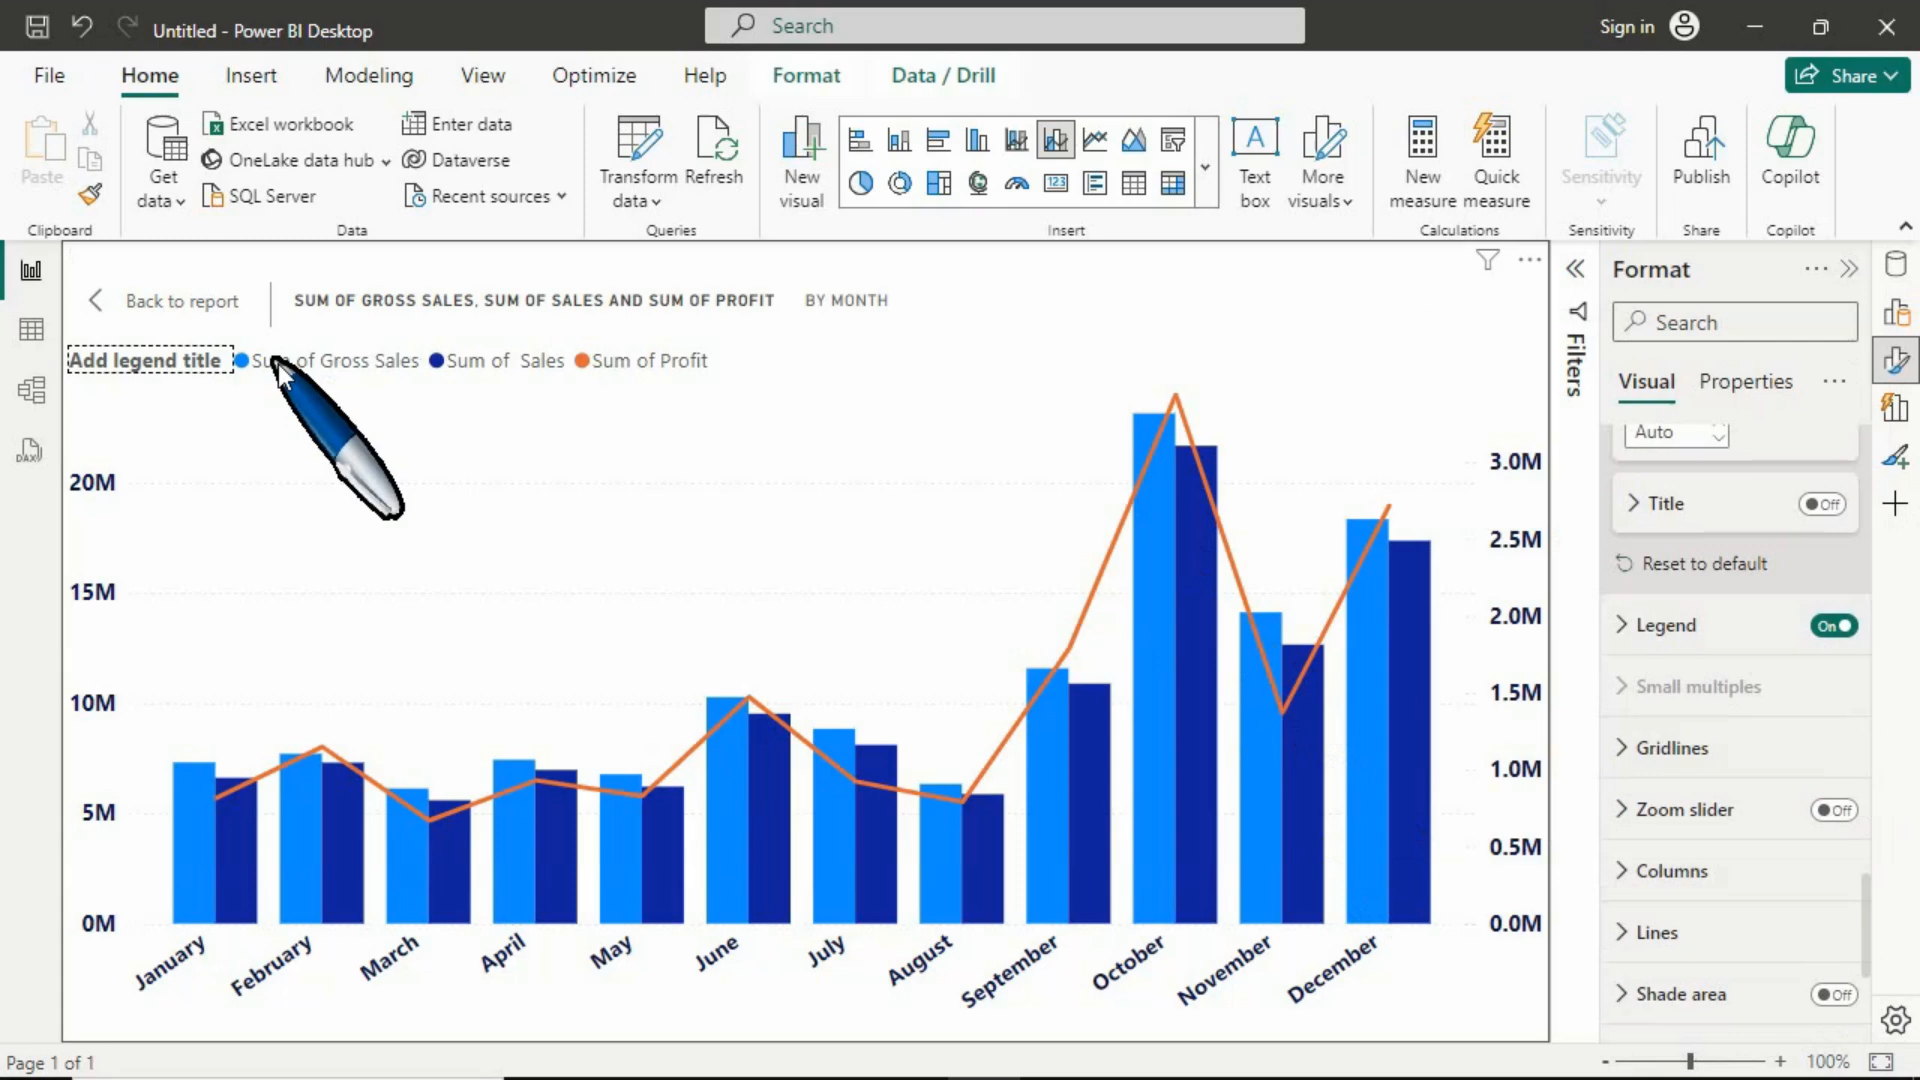 Untitled - Power BI Desktop
Search
Sign in
File Home Insert Modeling View Optimize Help Format Data / Drill
Share
Paste
Clipboard
Get data
Excel workbook
OneLake data hub
SQL Server
Enter data
Dataverse
Recent sources
Data
Transform data
Refresh
Queries
New visual
123
A
Text box
More visuals
Insert
New measure
Quick measure
Calculations
Sensitivity
Sensitivity
Publish
Share
Copilot
Copilot
DAX
Back to report
SUM OF GROSS SALES, SUM OF SALES AND SUM OF PROFIT BY MONTH
Add legend title Sum of Gross Sales Sum of Sales Sum of Profit
20M
15M
10M
5M
0M
3.0M
2.5M
2.0M
1.5M
1.0M
0.5M
0.0M
January
February
March
April
May
June
July
August
September
October
November
December
Filters
Format
Search
Visual Properties
Auto
Title Off
Reset to default
Legend On
Small multiples
Gridlines
Zoom slider Off
Columns
Lines
Shade area Off
Page 1 of 1
- + 100%